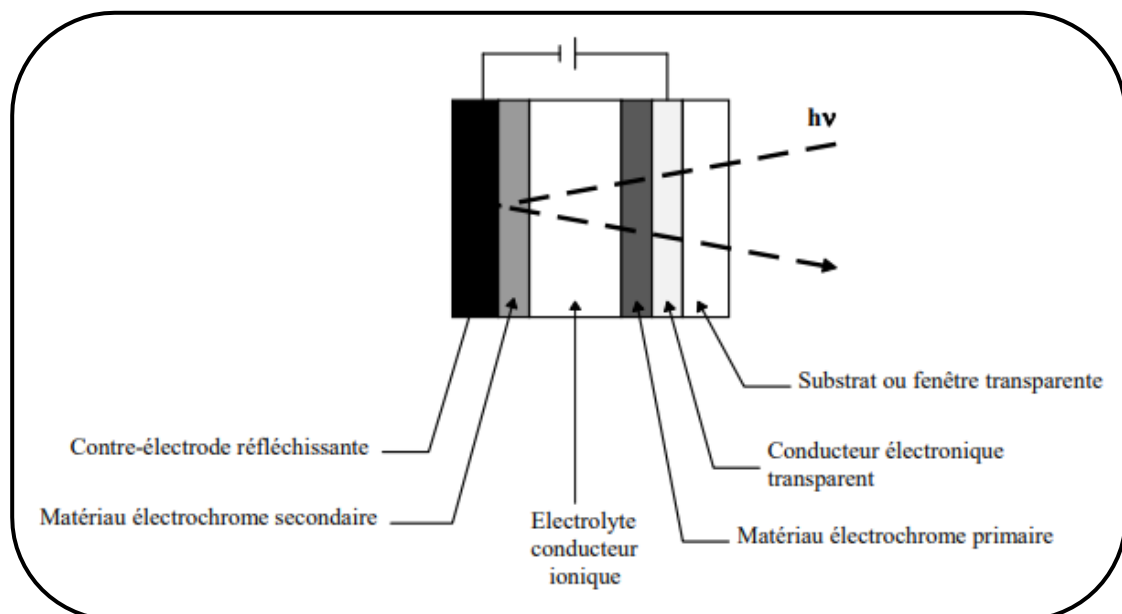 hν
Substrat ou fenêtre transparente
Contre-électrode réfléchissante
Conducteur électronique
transparent
Matériau électrochrome secondaire
Electrolyte
conducteur
ionique
Matériau électrochrome primaire